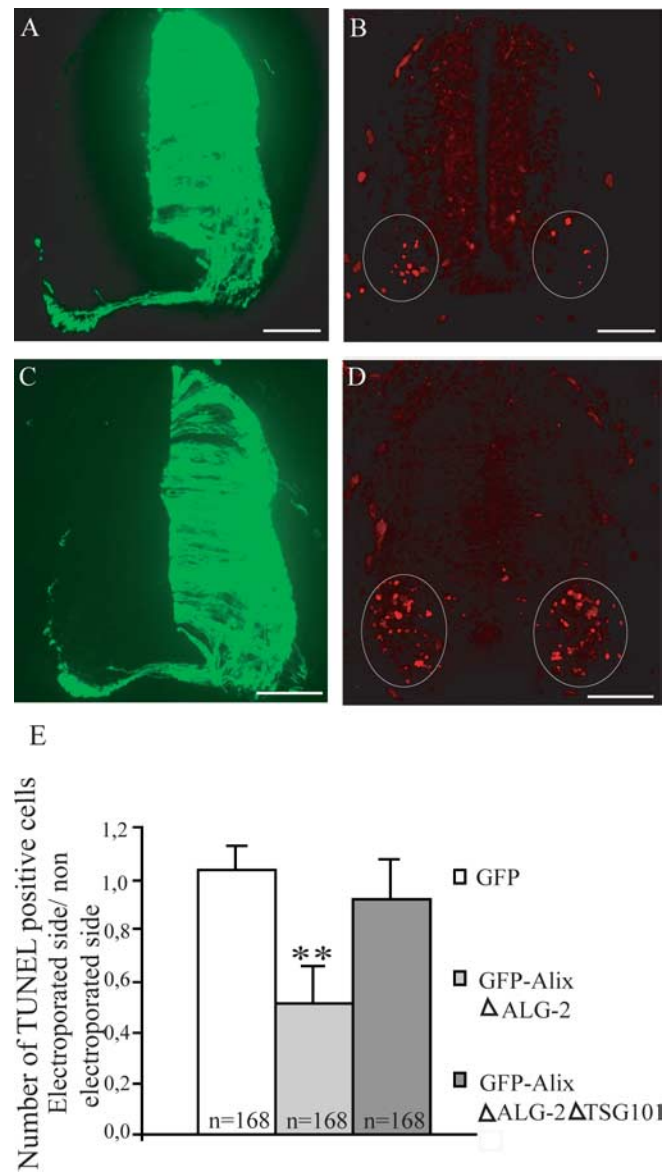 A
B
C
D
E
Number of TUNEL positive cells
Electroporated side/ non
electroporated side
1,2
1,0
0,8
0,6
0,4
0,2
0,0
**
n=168
n=168
n=168
GFP
GFP-Alix
ΔALG-2
GFP-Alix
ΔALG-2ΔTSG101